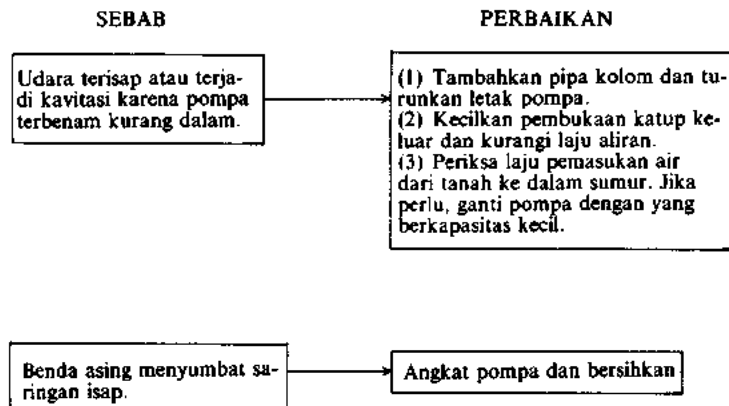 SEBAB
PERBAIKAN
Udara terisap atau terja-
di kavitasi karena pompa
terbenam kurang dalam.
(1) Tambahkan pipa kolom dan tu-
runkan letak pompa.
(2) Kecilkan pembukaan katup ke-
luar dan kurangi laju aliran.
(3) Periksa laju pemasukan air
dari tanah ke dalam sumur. Jika
perlu, ganti pompa dengan yang
berkapasitas kecil.
Benda asing menyumbat sa-
ringan isap.
Angkat pompa dan bersihkan